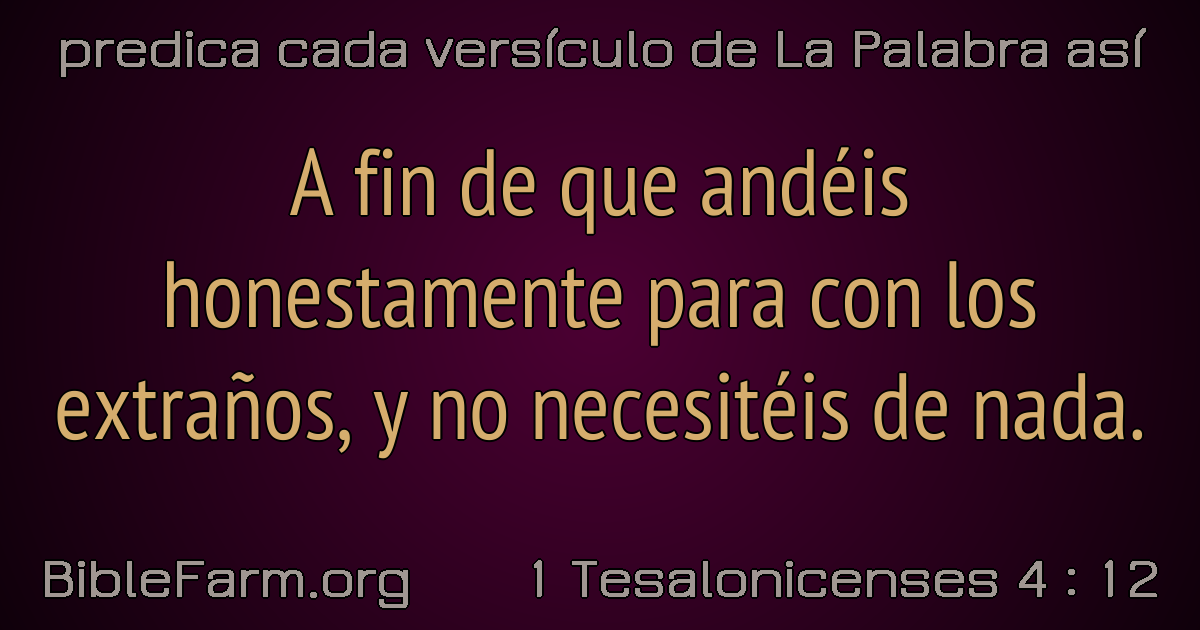 predica cada versículo de La Palabra así
A fin de que andéis
honestamente para con los
extraños, y no necesitéis de nada.
BibleFarm.org 1 Tesalonicenses 4 : 12